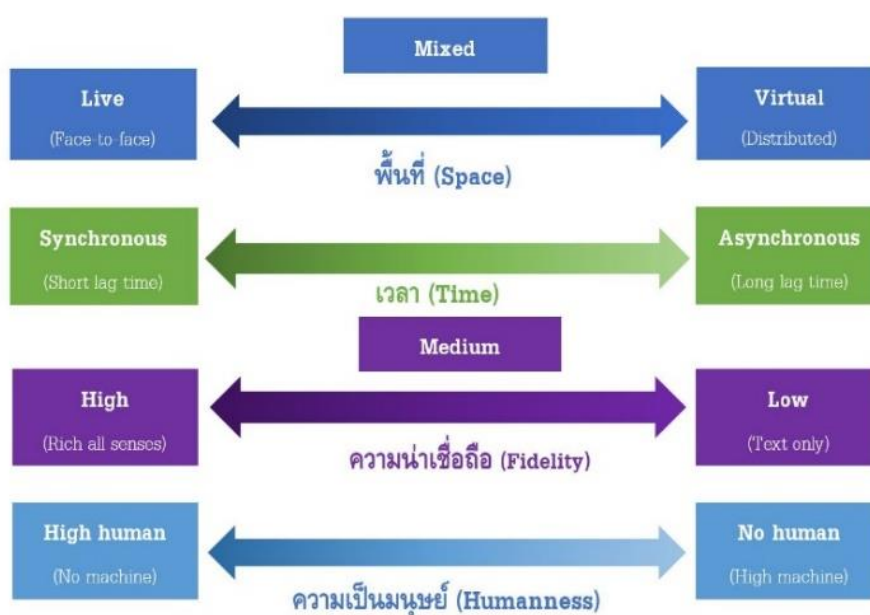 Mixed
Live
(Face-to-face)
Virtual
(Distributed)
พื้นที่ (Space)
Synchronous
(Short lag time)
Asynchronous
(Long lag time)
เวลา (Time)
Medium
High
(Rich all senses)
Low
(Text only)
ความน่าเชื่อถือ (Fidelity)
High human
(No machine)
No human
(High machine)
ความเป็นมนุษย์ (Humanness)